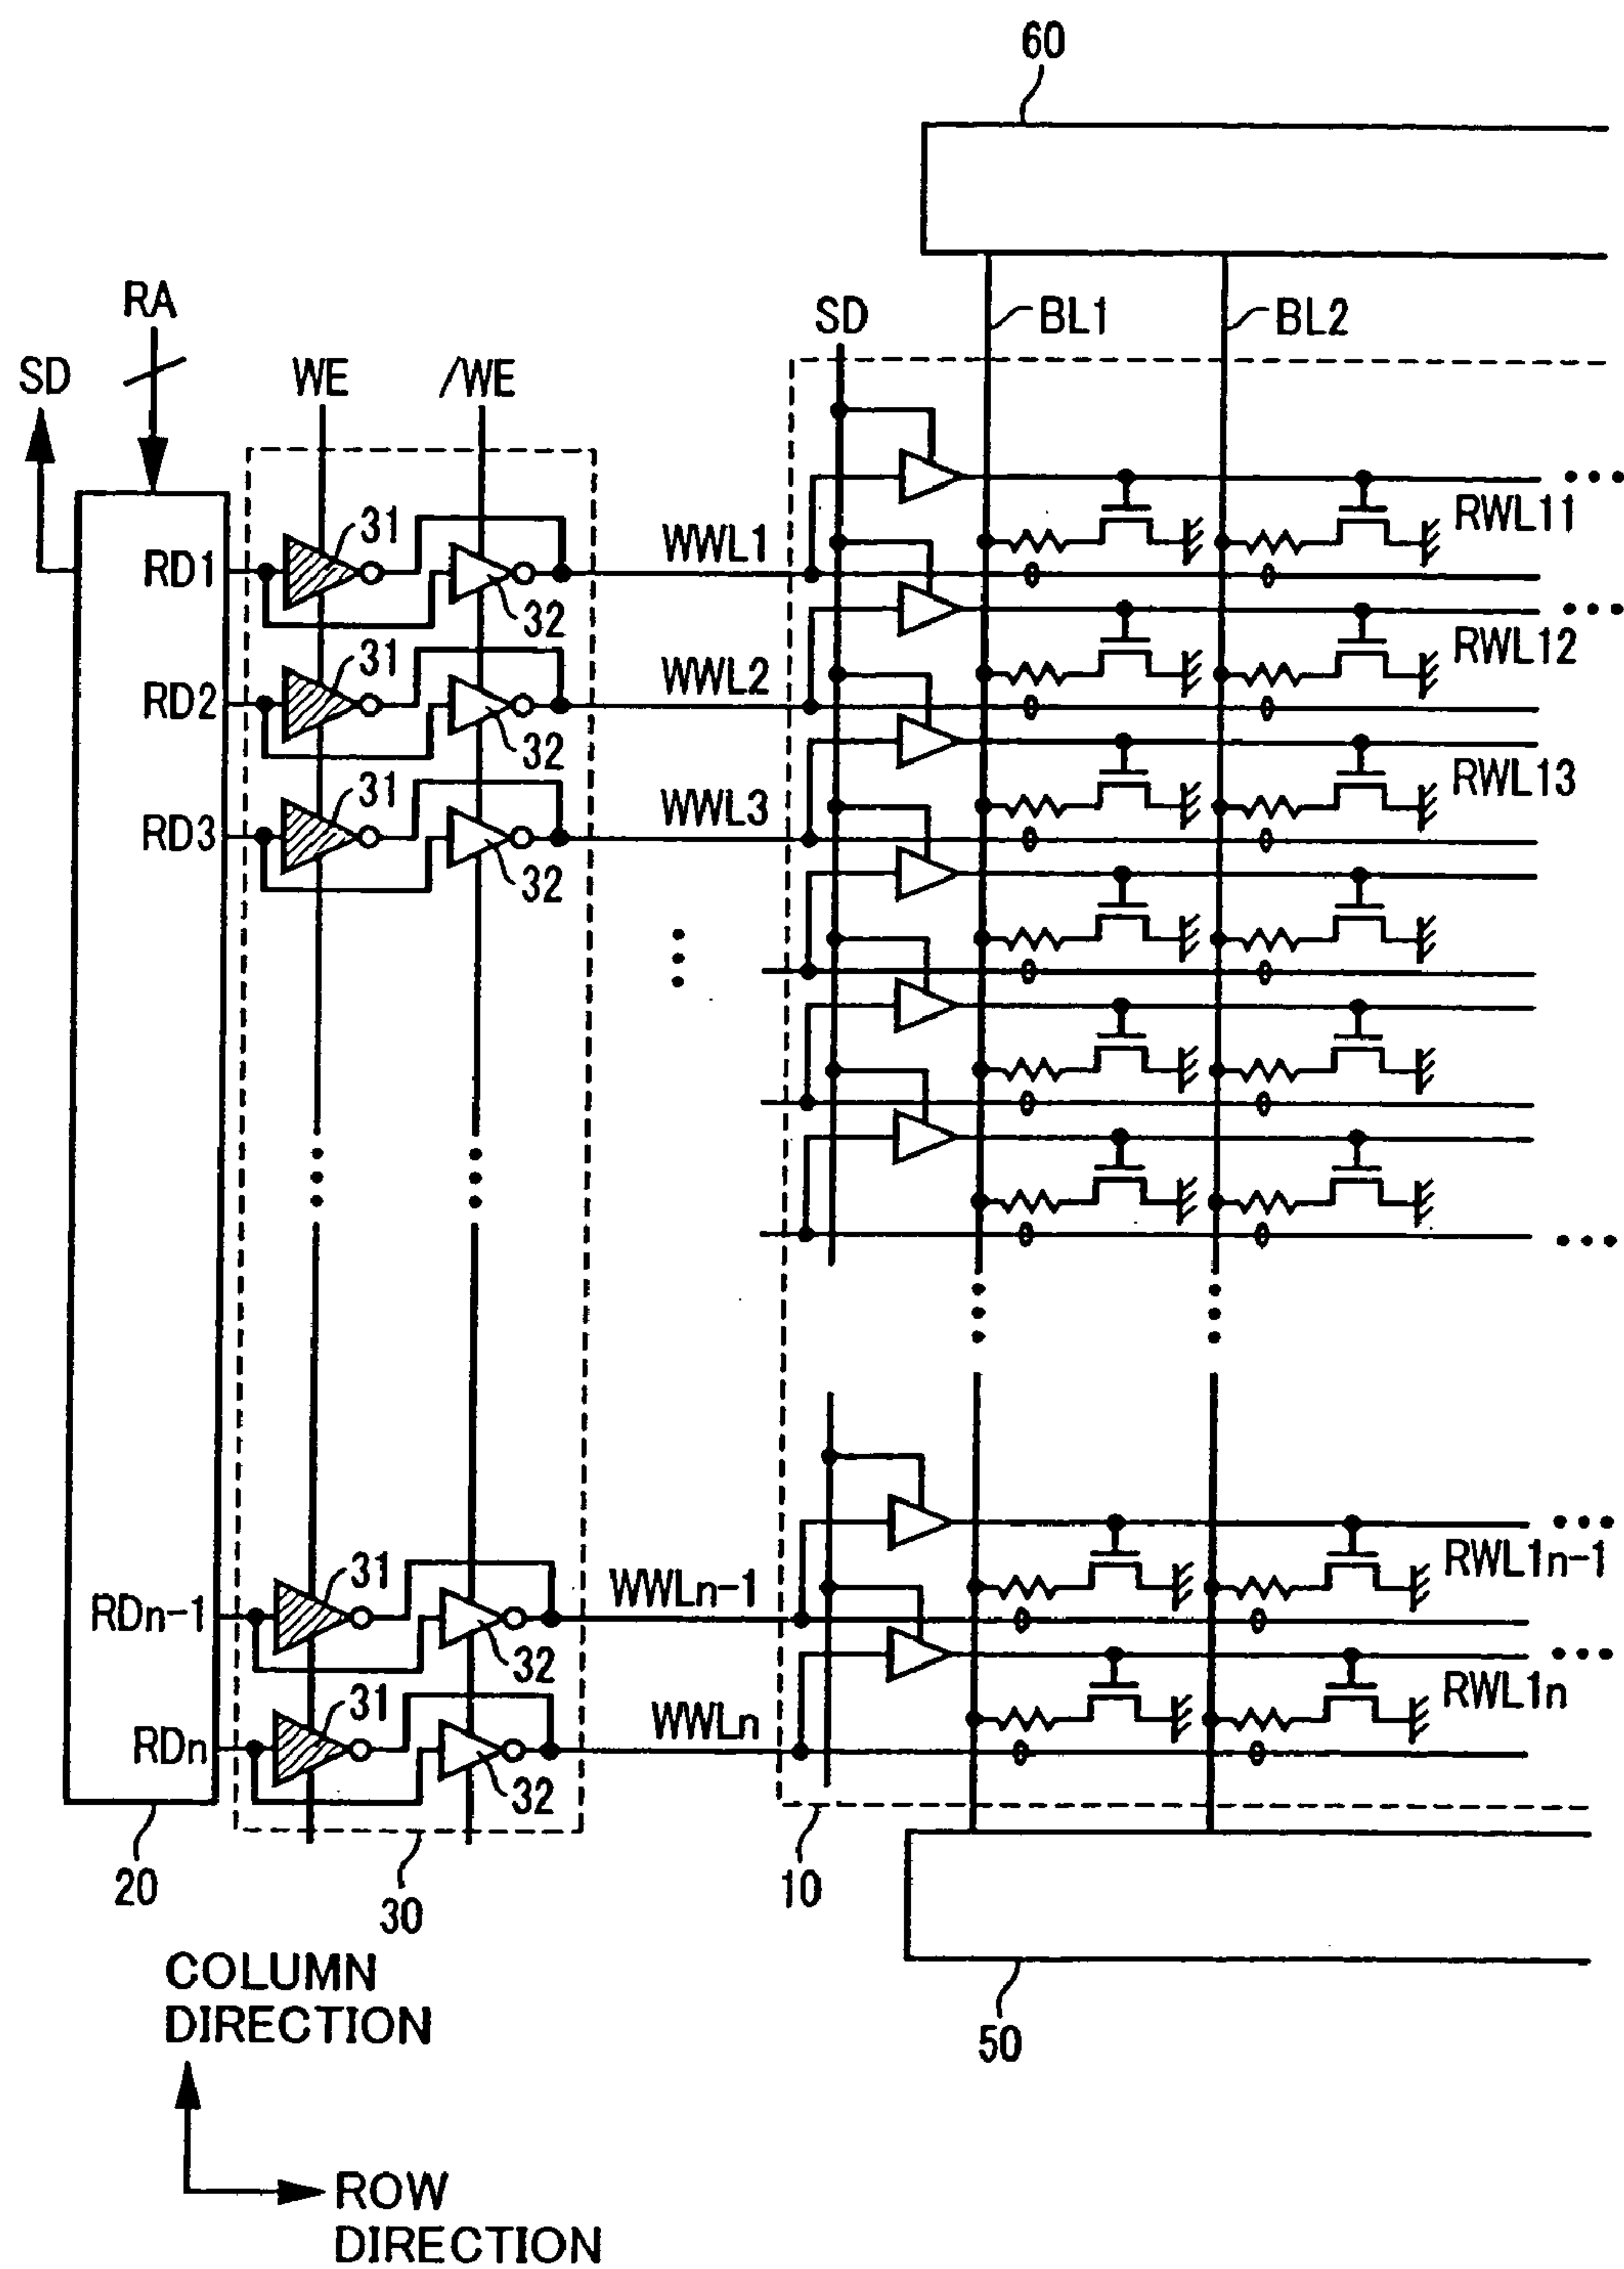 60
RA
SD
WE
/WE
SD
BL1
BL2
31
RD1
WWL1
RWL11
32
31
RD2
WWL2
RWL12
32
31
RD3
WWL3
RWL13
32
31
RDn-1
WWLn-1
RWL1n-1
32
31
RDn
WWLn
RWL1n
32
20
30
10
50
COLUMN
DIRECTION
ROW
DIRECTION